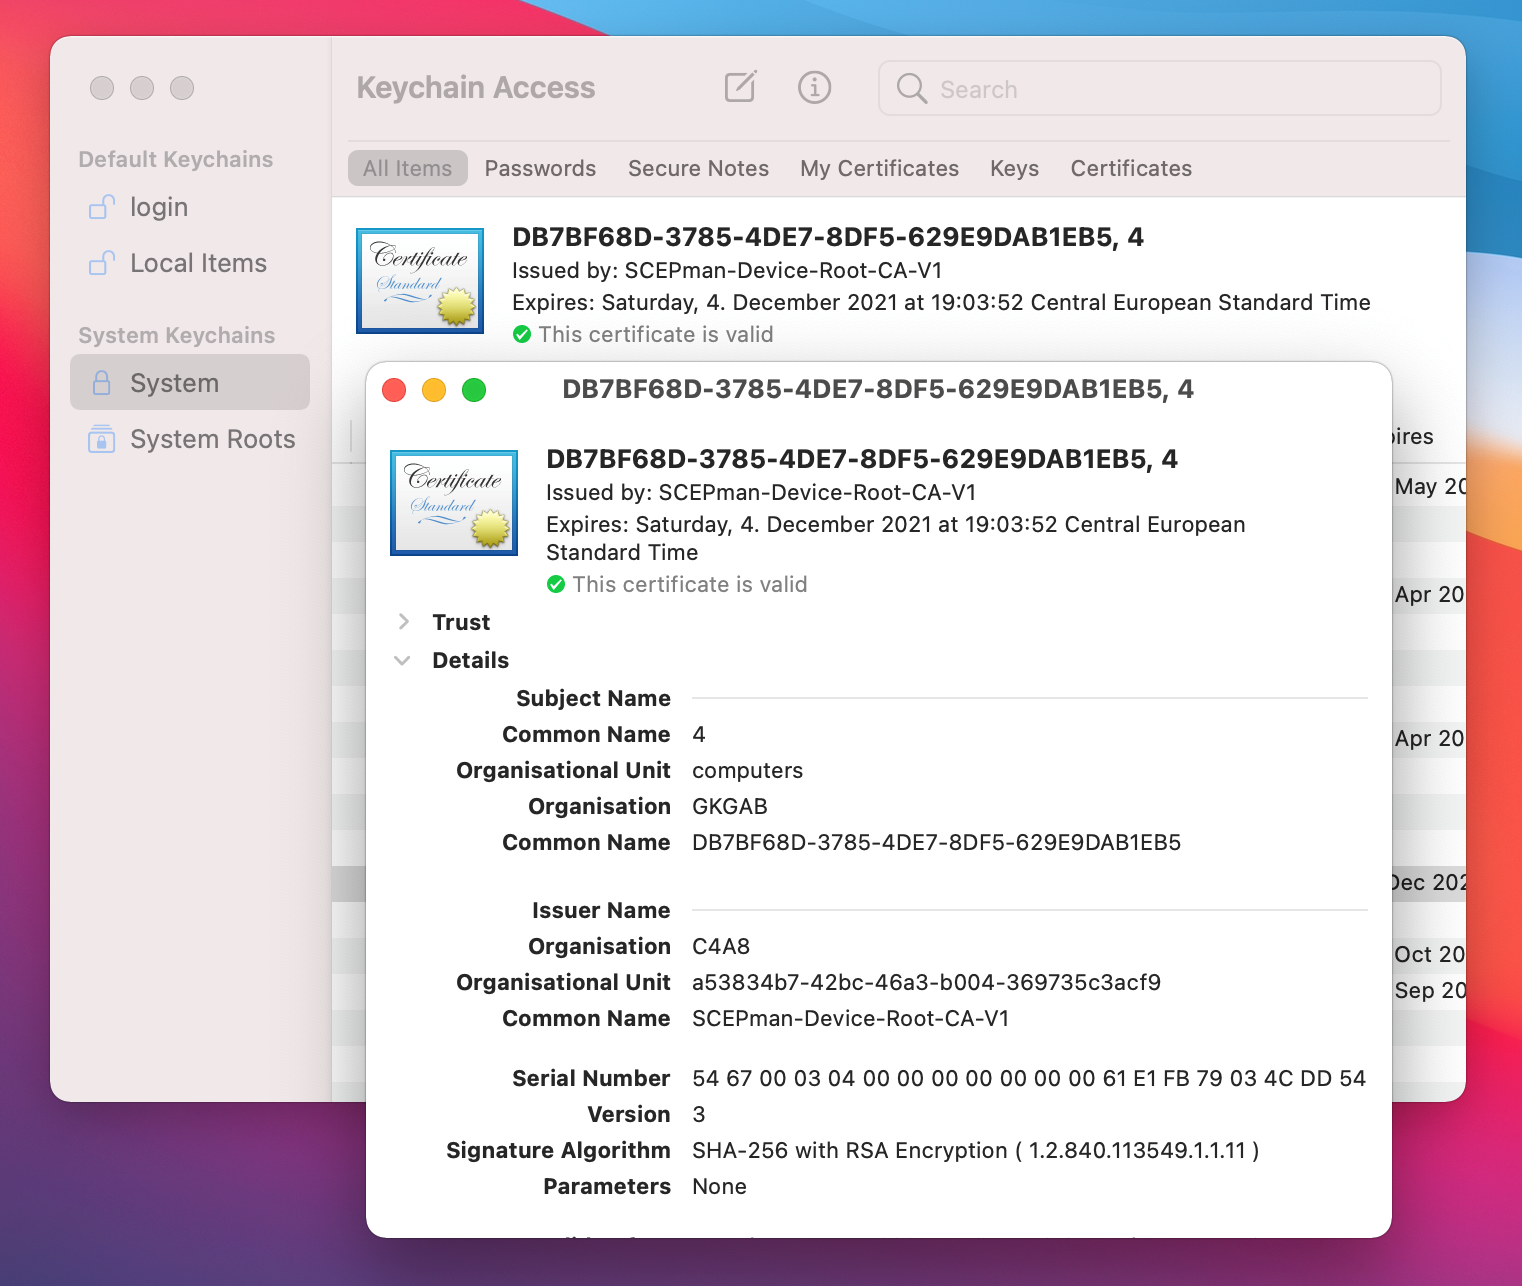 Keychain Access
Search
Default Keychains
login
Local Items
System Keychains
System
System Roots
All Items
Passwords
Secure Notes
My Certificates
Keys
Certificates
Certificate
Standard
DB7BF68D-3785-4DE7-8DF5-629E9DAB1EB5, 4
Issued by: SCEPman-Device-Root-CA-V1
Expires: Saturday, 4. December 2021 at 19:03:52 Central European Standard Time
This certificate is valid
May 20
Apr 20
Apr 20
Dec 202
Oct 20
Sep 20
DB7BF68D-3785-4DE7-8DF5-629E9DAB1EB5, 4
Certificate
Standard
DB7BF68D-3785-4DE7-8DF5-629E9DAB1EB5, 4
Issued by: SCEPman-Device-Root-CA-V1
Expires: Saturday, 4. December 2021 at 19:03:52 Central European
Standard Time
This certificate is valid
Trust
Details
Subject Name
Common Name 4
Organisational Unit computers
Organisation GKGAB
Common Name DB7BF68D-3785-4DE7-8DF5-629E9DAB1EB5
Issuer Name
Organisation C4A8
Organisational Unit a53834b7-42bc-46a3-b004-369735c3acf9
Common Name SCEPman-Device-Root-CA-V1
Serial Number 54 67 00 03 04 00 00 00 00 00 00 00 61 E1 FB 79 03 4C DD 54
Version 3
Signature Algorithm SHA-256 with RSA Encryption ( 1.2.840.113549.1.1.11 )
Parameters None